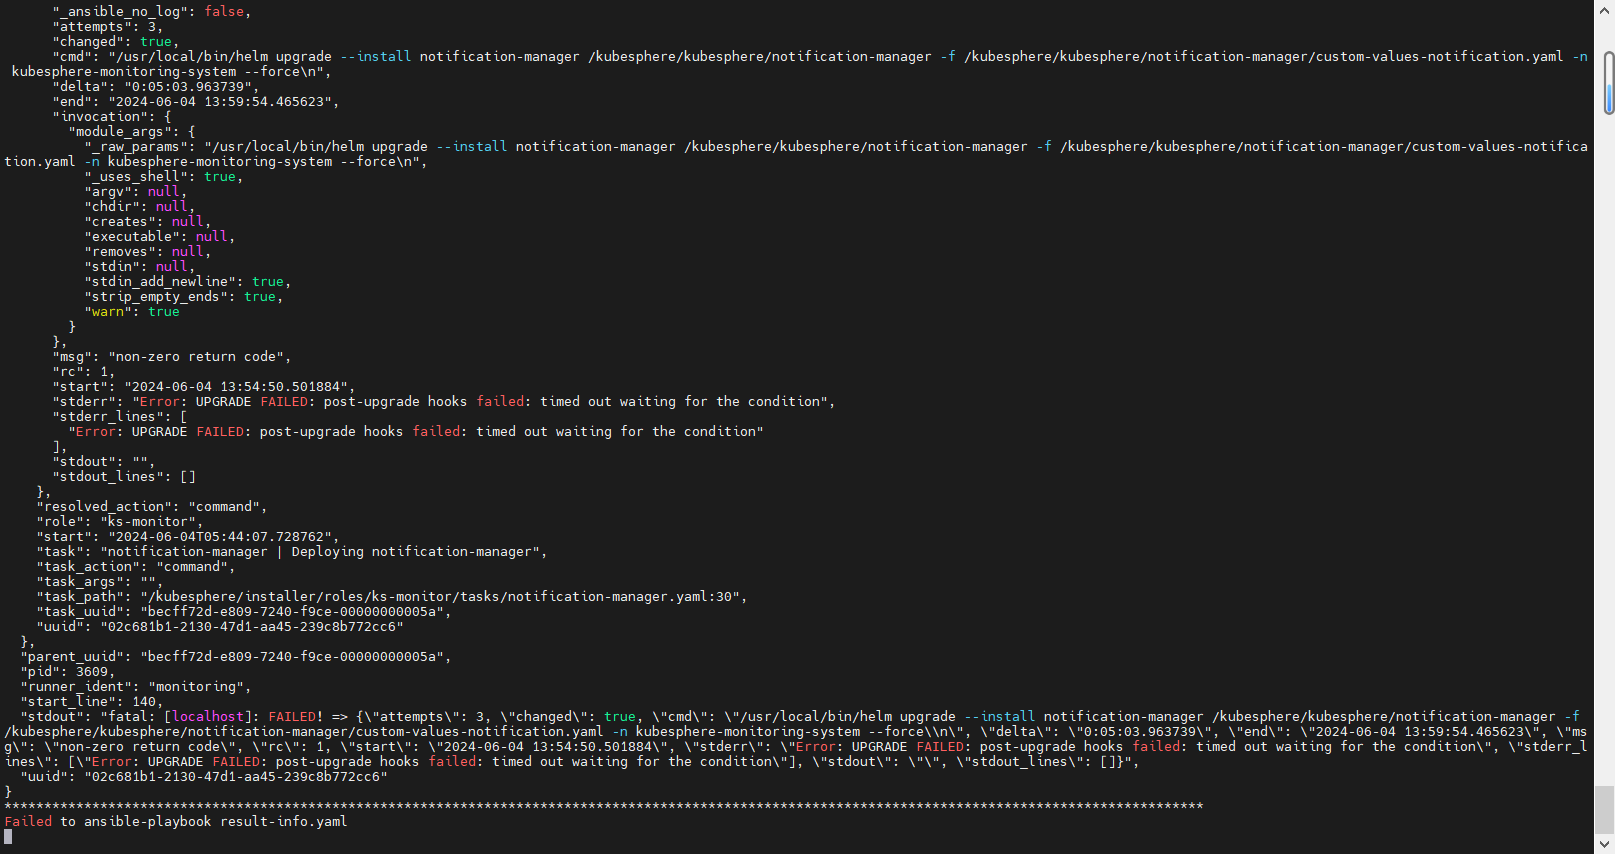 "_ansible_no_log": false,
"attempts": 3,
"changed": true,
"cmd": "/usr/local/bin/helm upgrade --install notification-manager /kubesphere/kubesphere/notification-manager -f /kubesphere/kubesphere/notification-manager/custom-values-notification.yaml -n
kubesphere-monitoring-system --force\n",
"delta": "0:05:03.963739",
"end": "2024-06-04 13:59:54.465623",
"invocation": {
"module_args": {
"_raw_params": "/usr/local/bin/helm upgrade --install notification-manager /kubesphere/kubesphere/notification-manager -f /kubesphere/kubesphere/notification-manager/custom-values-notifica
tion.yaml -n kubesphere-monitoring-system --force\n",
"_uses_shell": true,
"argv": null,
"chdir": null,
"creates": null,
"executable": null,
"removes": null,
"stdin": null,
"stdin_add_newline": true,
"strip_empty_ends": true,
"warn": true
}
},
"msg": "non-zero return code",
"rc": 1,
"start": "2024-06-04 13:54:50.501884",
"stderr": "Error: UPGRADE FAILED: post-upgrade hooks failed: timed out waiting for the condition",
"stderr_lines": [
"Error: UPGRADE FAILED: post-upgrade hooks failed: timed out waiting for the condition"
],
"stdout": "",
"stdout_lines": []
},
"resolved_action": "command",
"role": "ks-monitor",
"start": "2024-06-04T05:44:07.728762",
"task": "notification-manager | Deploying notification-manager",
"task_action": "command",
"task_args": "",
"task_path": "/kubesphere/installer/roles/ks-monitor/tasks/notification-manager.yaml:30",
"task_uuid": "becff72d-e809-7240-f9ce-00000000005a",
"uuid": "02c681b1-2130-47d1-aa45-239c8b772cc6"
},
"parent_uuid": "becff72d-e809-7240-f9ce-00000000005a",
"pid": 3609,
"runner_ident": "monitoring",
"start_line": 140,
"stdout": "fatal: [localhost]: FAILED! => {\"attempts\": 3, \"changed\": true, \"cmd\": \"/usr/local/bin/helm upgrade --install notification-manager /kubesphere/kubesphere/notification-manager -f
/kubesphere/kubesphere/notification-manager/custom-values-notification.yaml -n kubesphere-monitoring-system --force\\n\", \"delta\": \"0:05:03.963739\", \"end\": \"2024-06-04 13:59:54.465623\", \"ms
g\": \"non-zero return code\", \"rc\": 1, \"start\": \"2024-06-04 13:54:50.501884\", \"stderr\": \"Error: UPGRADE FAILED: post-upgrade hooks failed: timed out waiting for the condition\", \"stderr_l
ines\": [\"Error: UPGRADE FAILED: post-upgrade hooks failed: timed out waiting for the condition\"], \"stdout\": \"\", \"stdout_lines\": []}",
"uuid": "02c681b1-2130-47d1-aa45-239c8b772cc6"
}
******************************************************************************************************************************************************
Failed to ansible-playbook result-info.yaml